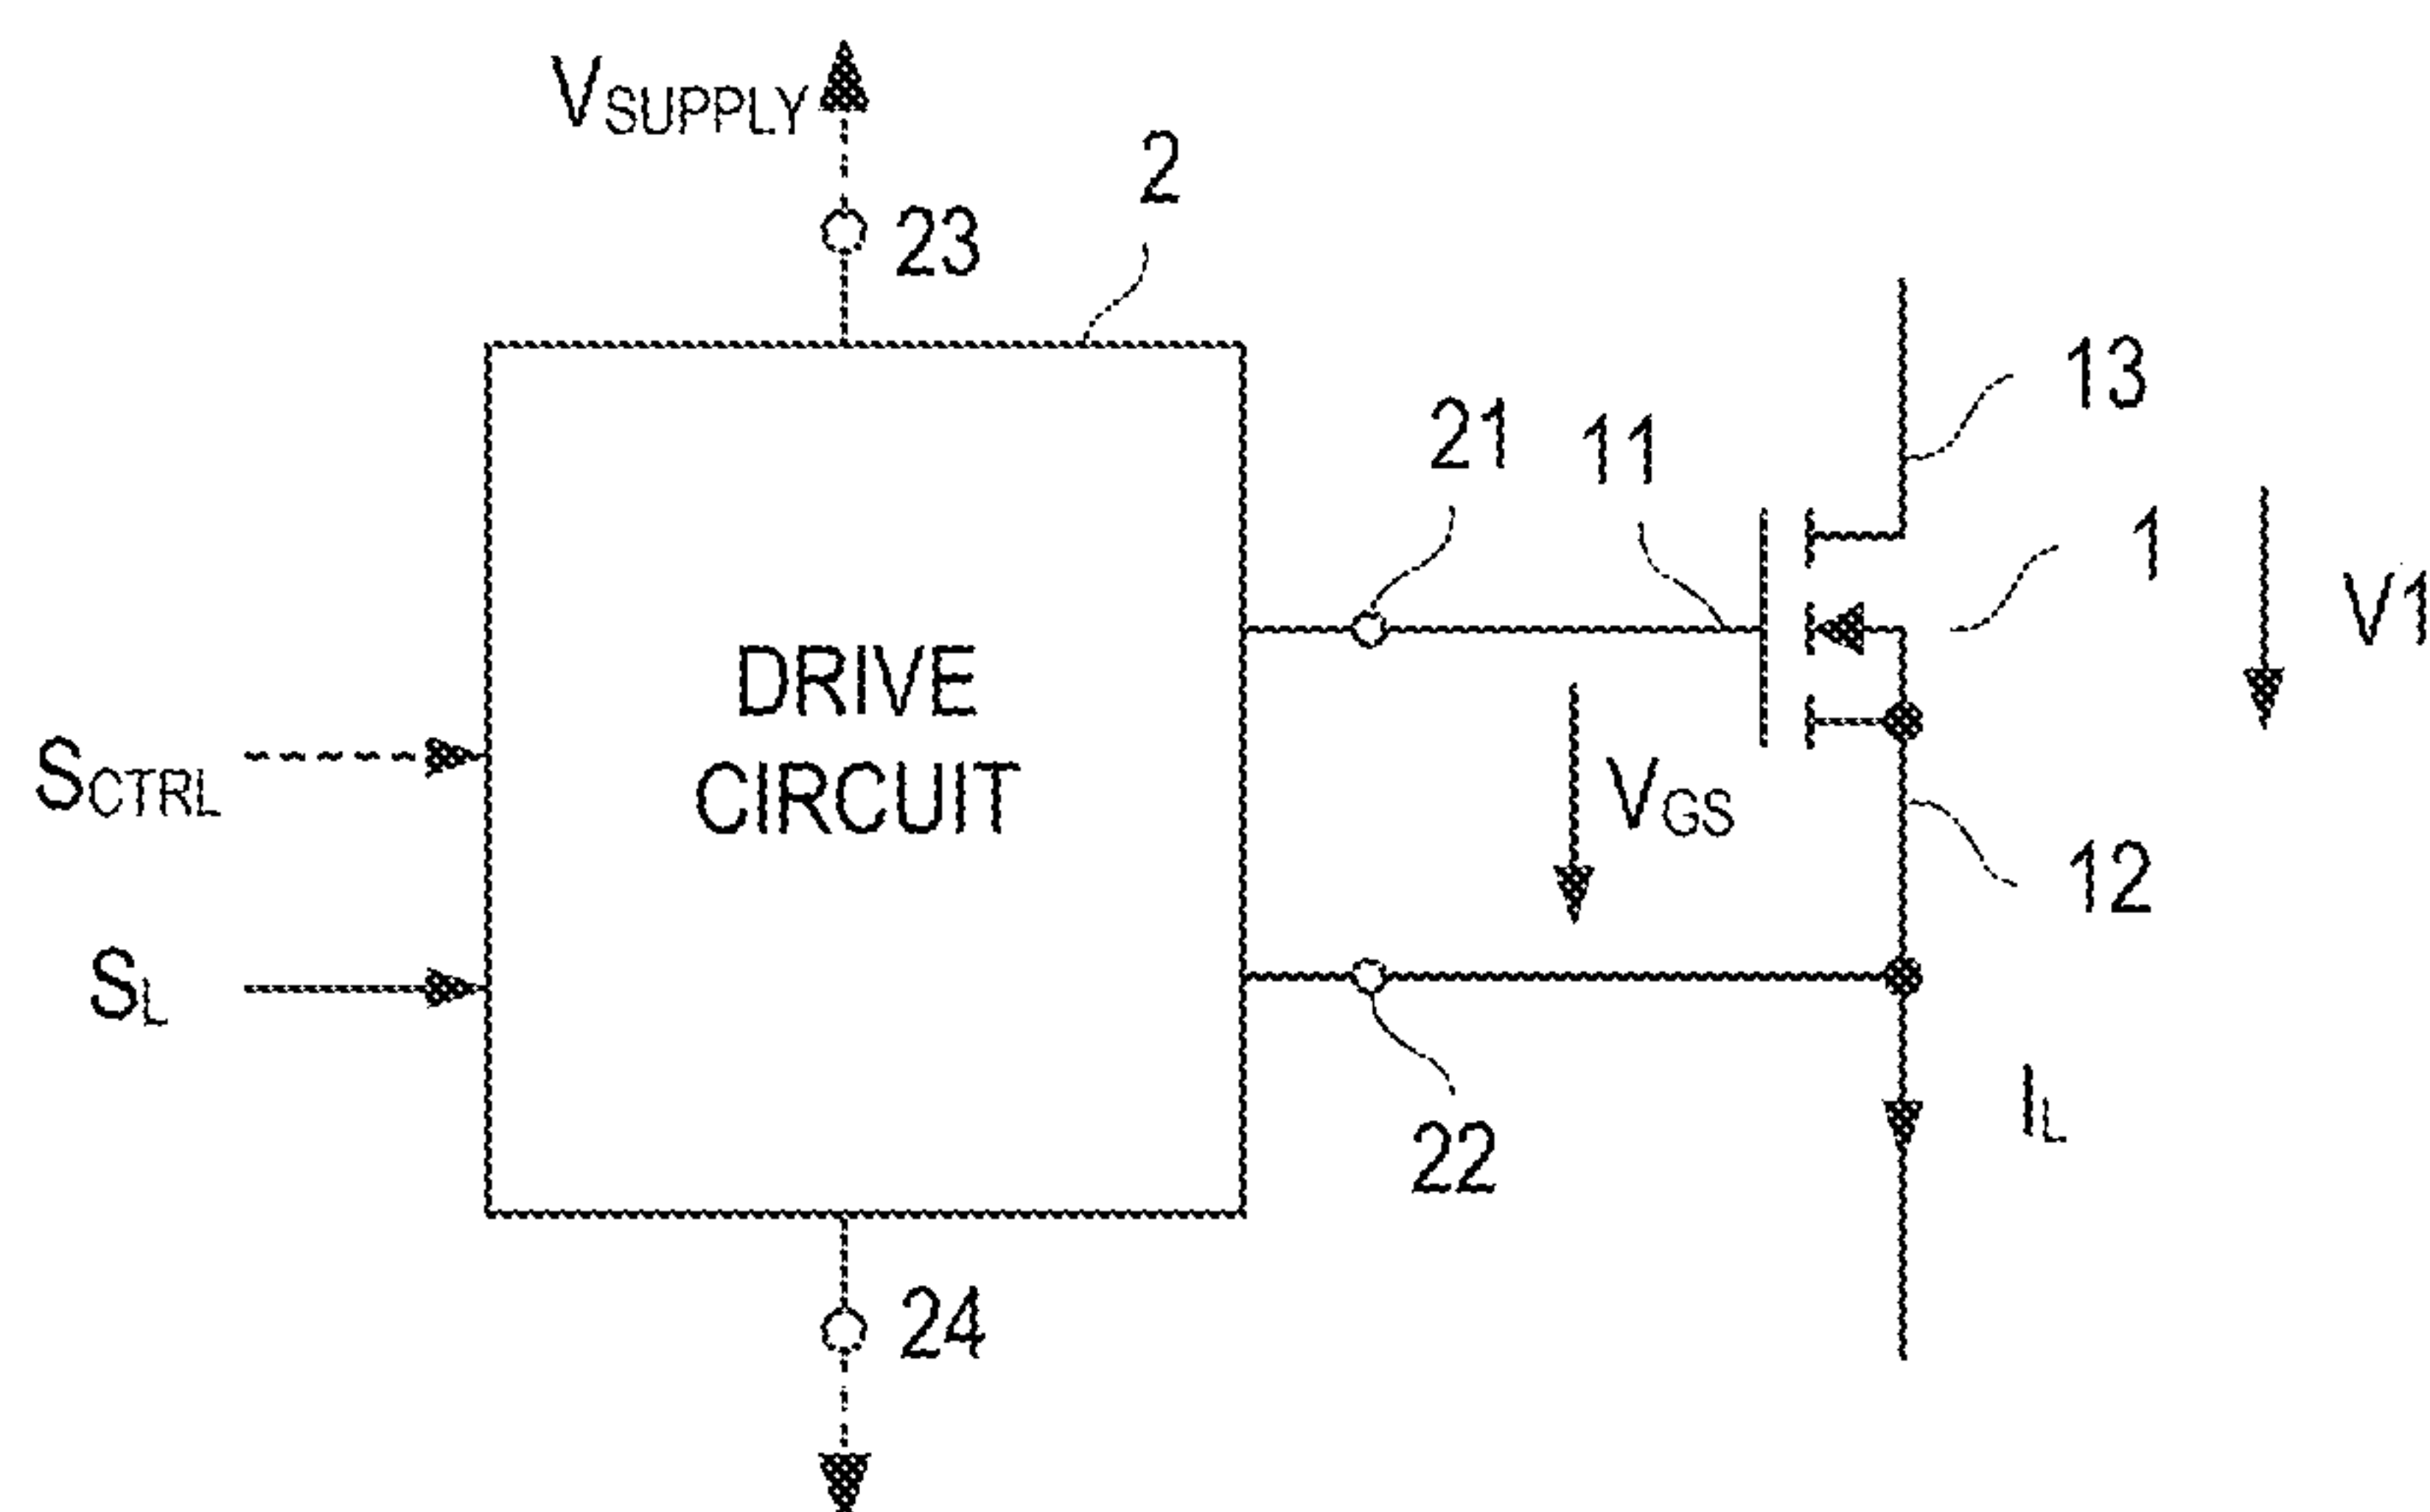 VSUPPLY
2
23
13
21
11
1
V1
DRIVE
CIRCUIT
SCTRL
VGS
12
SL
IL
22
24